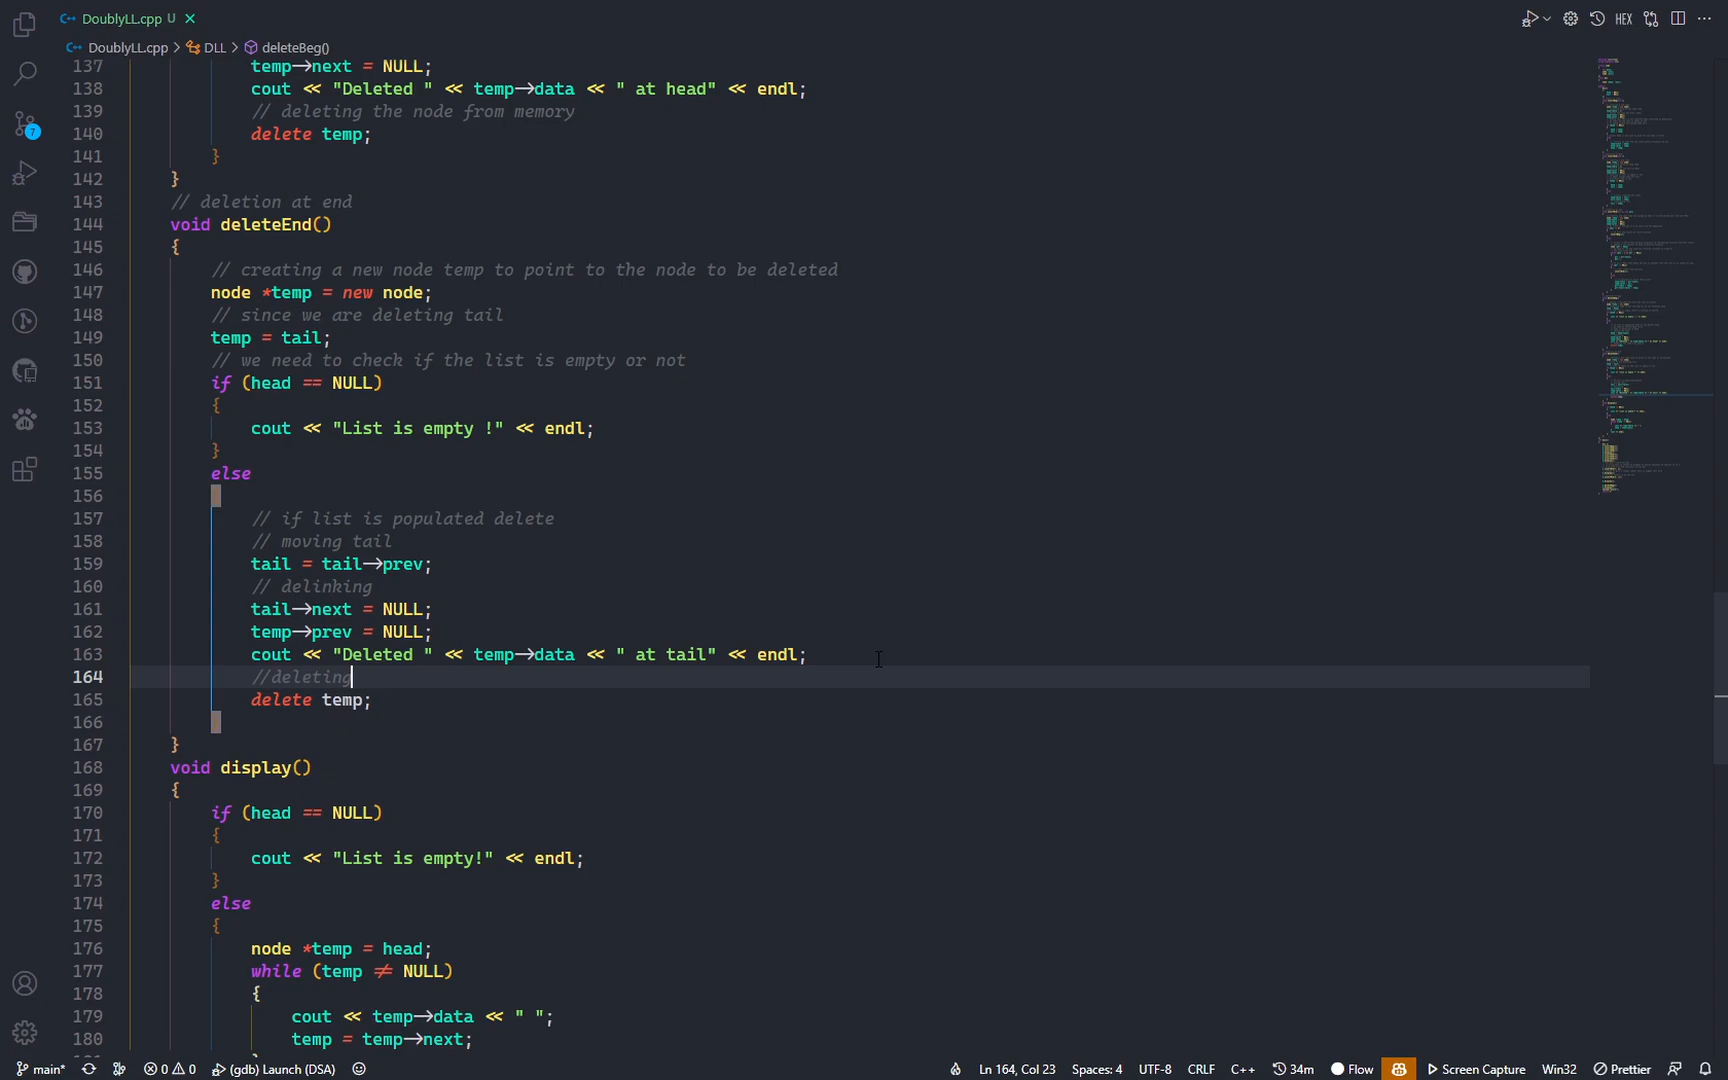 DoublyLL.cpp U
HEX
DoublyLL.cpp > DLL > deleteBeg()
137 temp->next = NULL;
138 cout << "Deleted " << temp->data << " at head" << endl;
139 // deleting the node from memory
140 delete temp;
141 }
142 }
143 // deletion at end
144 void deleteEnd()
145 {
146 // creating a new node temp to point to the node to be deleted
147 node *temp = new node;
148 // since we are deleting tail
149 temp = tail;
150 // we need to check if the list is empty or not
151 if (head == NULL)
152 {
153 cout << "List is empty !" << endl;
154 }
155 else
156
157 // if list is populated delete
158 // moving tail
159 tail = tail->prev;
160 // delinking
161 tail->next = NULL;
162 temp->prev = NULL;
163 cout << "Deleted " << temp->data << " at tail" << endl;
164 //deleting
165 delete temp;
166
167 }
168 void display()
169 {
170 if (head == NULL)
171 {
172 cout << "List is empty!" << endl;
173 }
174 else
175 {
176 node *temp = head;
177 while (temp != NULL)
178 {
179 cout << temp->data << " ";
180 temp = temp->next;
7
main* 0 0 (gdb) Launch (DSA) Ln 164, Col 23 Spaces: 4 UTF-8 CRLF C++ 34m Flow Screen Capture Win32 Prettier